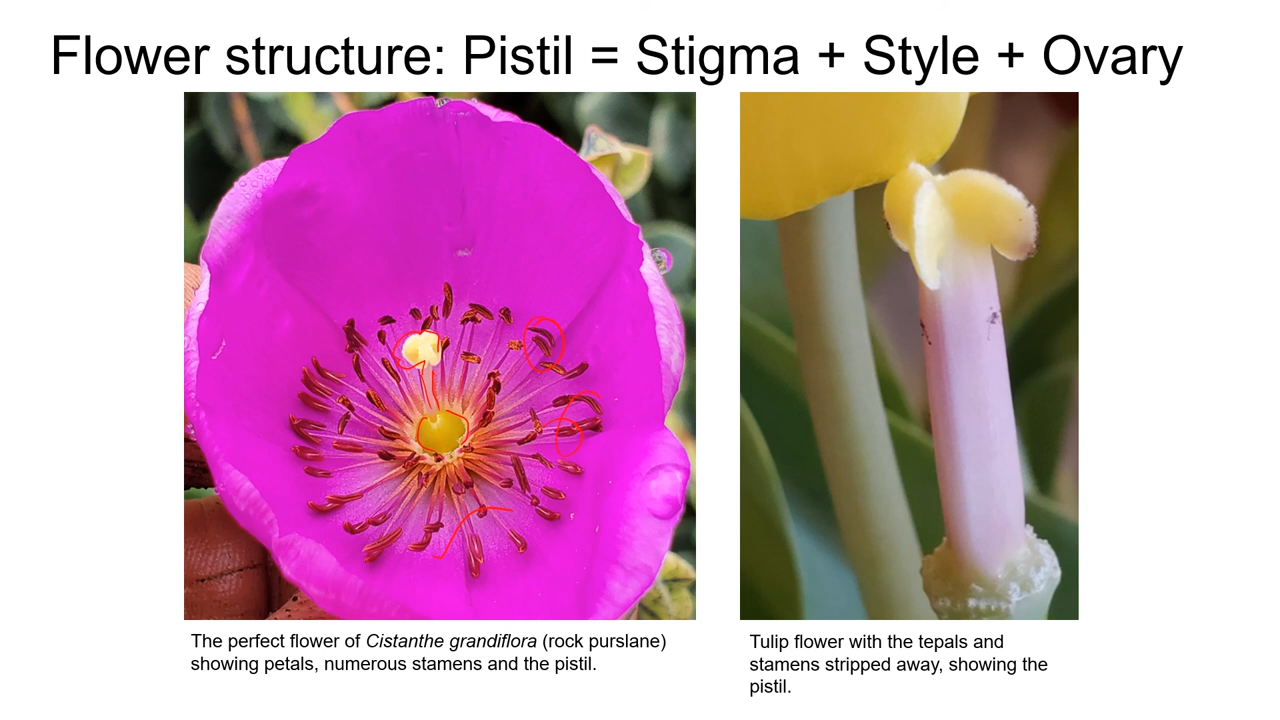 Flower structure: Pistil = Stigma + Style + Ovary
The perfect flower of Cistanthe grandiflora (rock purslane)
showing petals, numerous stamens and the pistil.
Tulip flower with the tepals and
stamens stripped away, showing the
pistil.